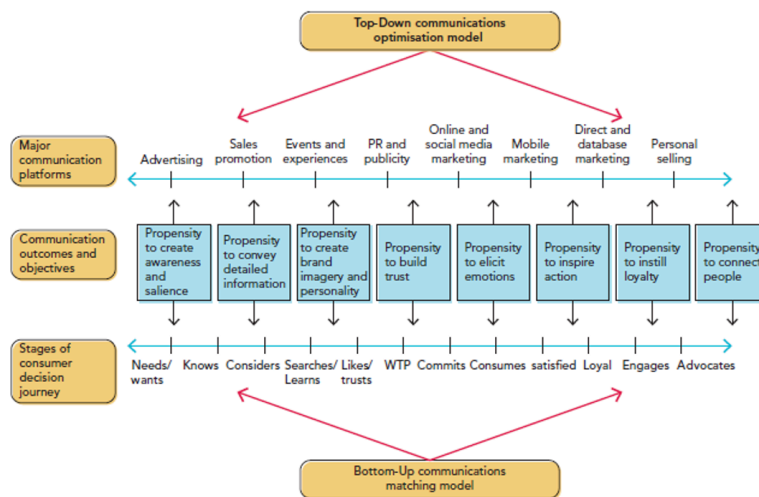 Top-Down communications
optimisation model
Major
communication
platforms
Advertising
Sales
promotion
Events and
experiences
PR and
publicity
Online and
social media
marketing
Mobile
marketing
Direct and
database
marketing
Personal
selling
Communication
outcomes and
objectives
Propensity
to create
awareness
and
salience
Propensity
to convey
detailed
information
Propensity
to create
brand
imagery and
personality
Propensity
to build
trust
Propensity
to elicit
emotions
Propensity
to inspire
action
Propensity
to instill
loyalty
Propensity
to connect
people
Stages of
consumer
decision
journey
Needs/
wants
Knows
Considers
Searches/
Learns
Likes/
trusts
WTP
Commits
Consumes
satisfied
Loyal
Engages
Advocates
Bottom-Up communications
matching model